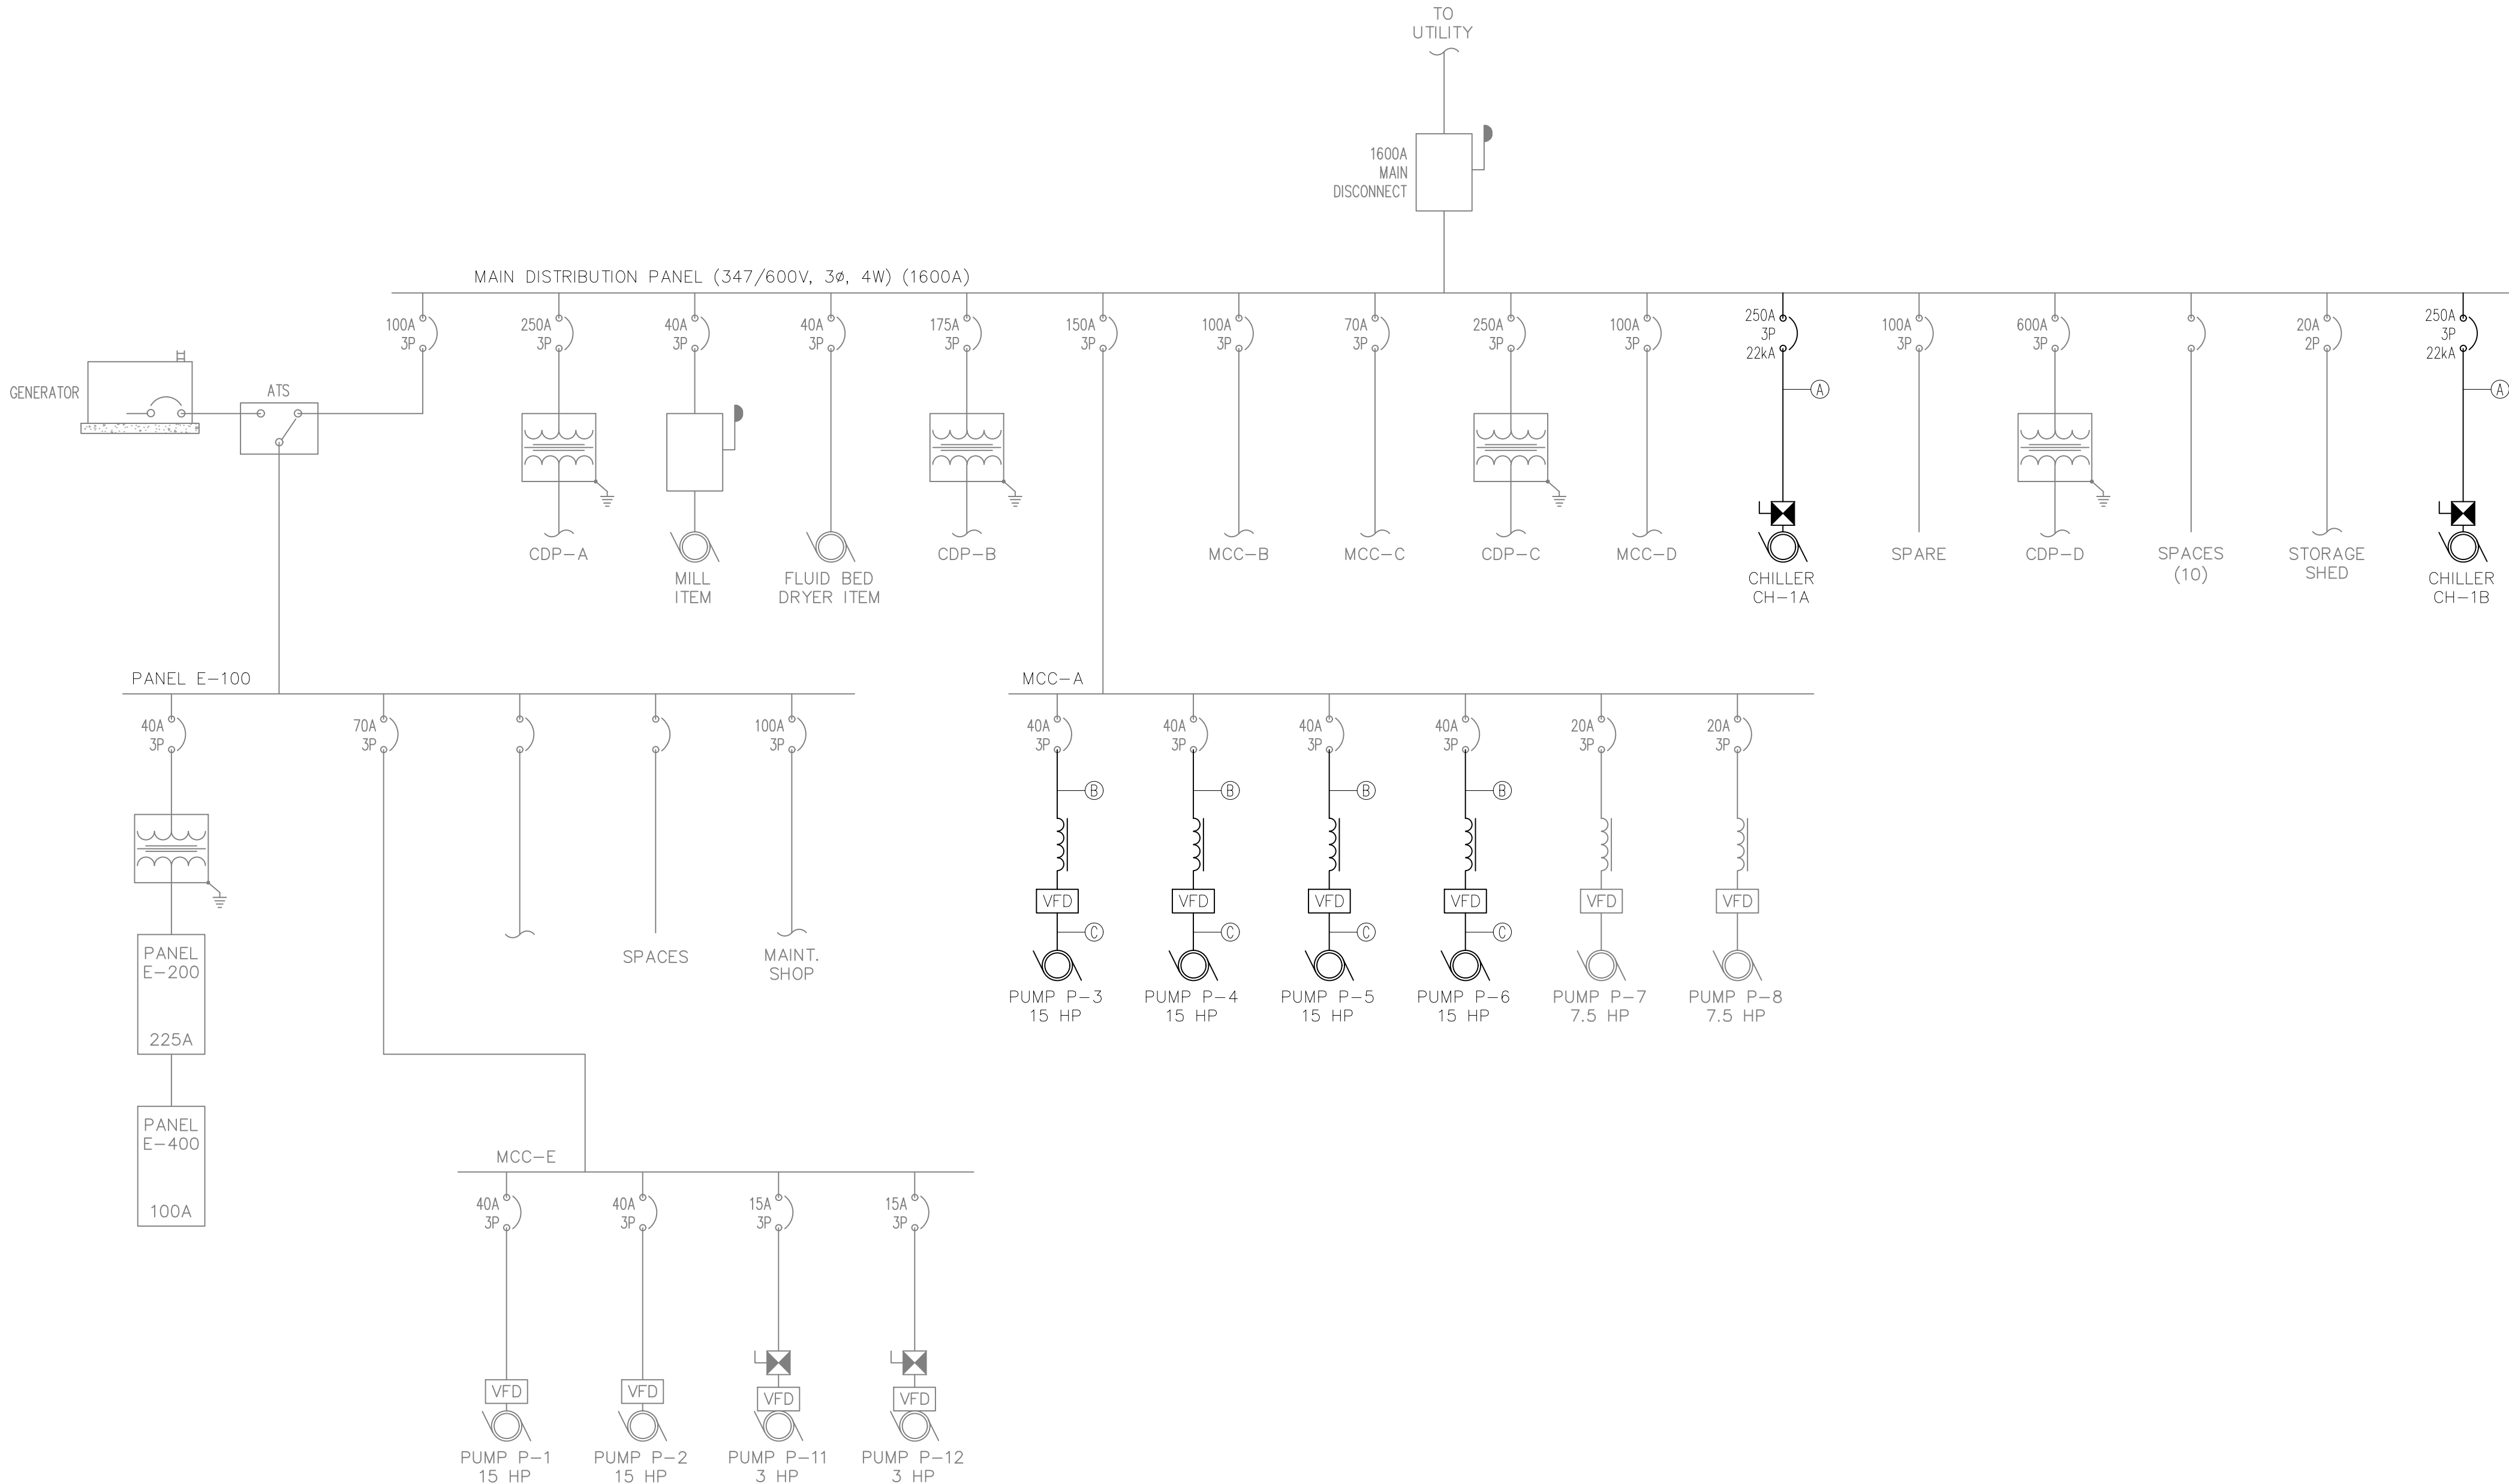 TO
UTILITY
1600A
MAIN
DISCONNECT
MAIN DISTRIBUTION PANEL (347/600V, 3ø, 4W) (1600A)
100A
3P
250A
3P
40A
3P
40A
3P
175A
3P
150A
3P
100A
3P
70A
3P
250A
3P
100A
3P
250A
3P
22kA
100A
3P
600A
3P
20A
2P
250A
3P
22kA
GENERATOR
ATS
A
A
CDP-A
MILL
ITEM
FLUID BED
DRYER ITEM
CDP-B
MCC-B
MCC-C
CDP-C
MCC-D
CHILLER
CH-1A
SPARE
CDP-D
SPACES
(10)
STORAGE
SHED
CHILLER
CH-1B
PANEL E-100
40A
3P
70A
3P
100A
3P
PANEL
E-200
225A
SPACES
MAINT.
SHOP
PANEL
E-400
100A
MCC-A
40A
3P
40A
3P
40A
3P
40A
3P
20A
3P
20A
3P
B
B
B
B
VFD
VFD
VFD
VFD
VFD
VFD
C
C
C
C
PUMP P-3
15 HP
PUMP P-4
15 HP
PUMP P-5
15 HP
PUMP P-6
15 HP
PUMP P-7
7.5 HP
PUMP P-8
7.5 HP
MCC-E
40A
3P
40A
3P
15A
3P
15A
3P
VFD
VFD
VFD
VFD
PUMP P-1
15 HP
PUMP P-2
15 HP
PUMP P-11
3 HP
PUMP P-12
3 HP